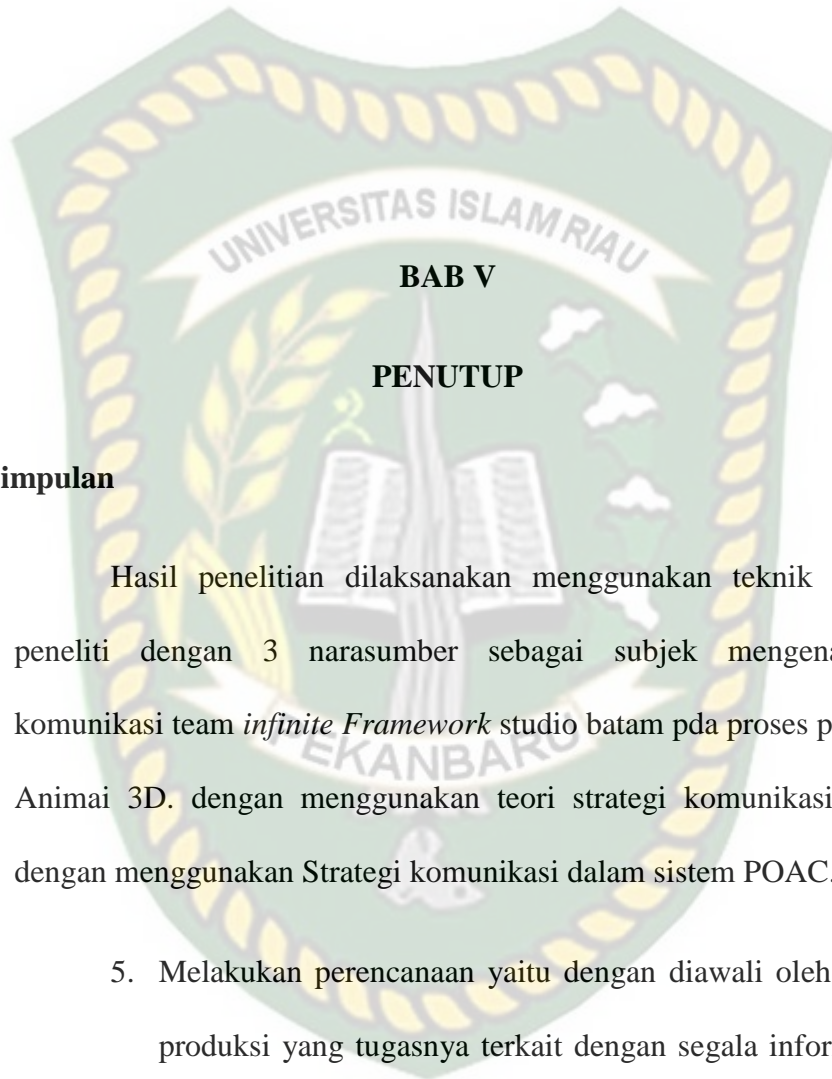 UNIVERSITAS ISLAM RIAU
BAB V
PENUTUP
impulan
Hasil penelitian dilaksanakan menggunakan teknik
peneliti dengan 3 narasumber sebagai subjek
komunikasi team infinite Framework studio batam pda proses
Animai 3D. dengan menggunakan teori strategi komunikasi
dengan menggunakan Strategi komunikasi dalam sistem POAC.
PEKANBARU
5. Melakukan perencanaan yaitu dengan diawali oleh
produksi yang tugasnya terkait dengan segala